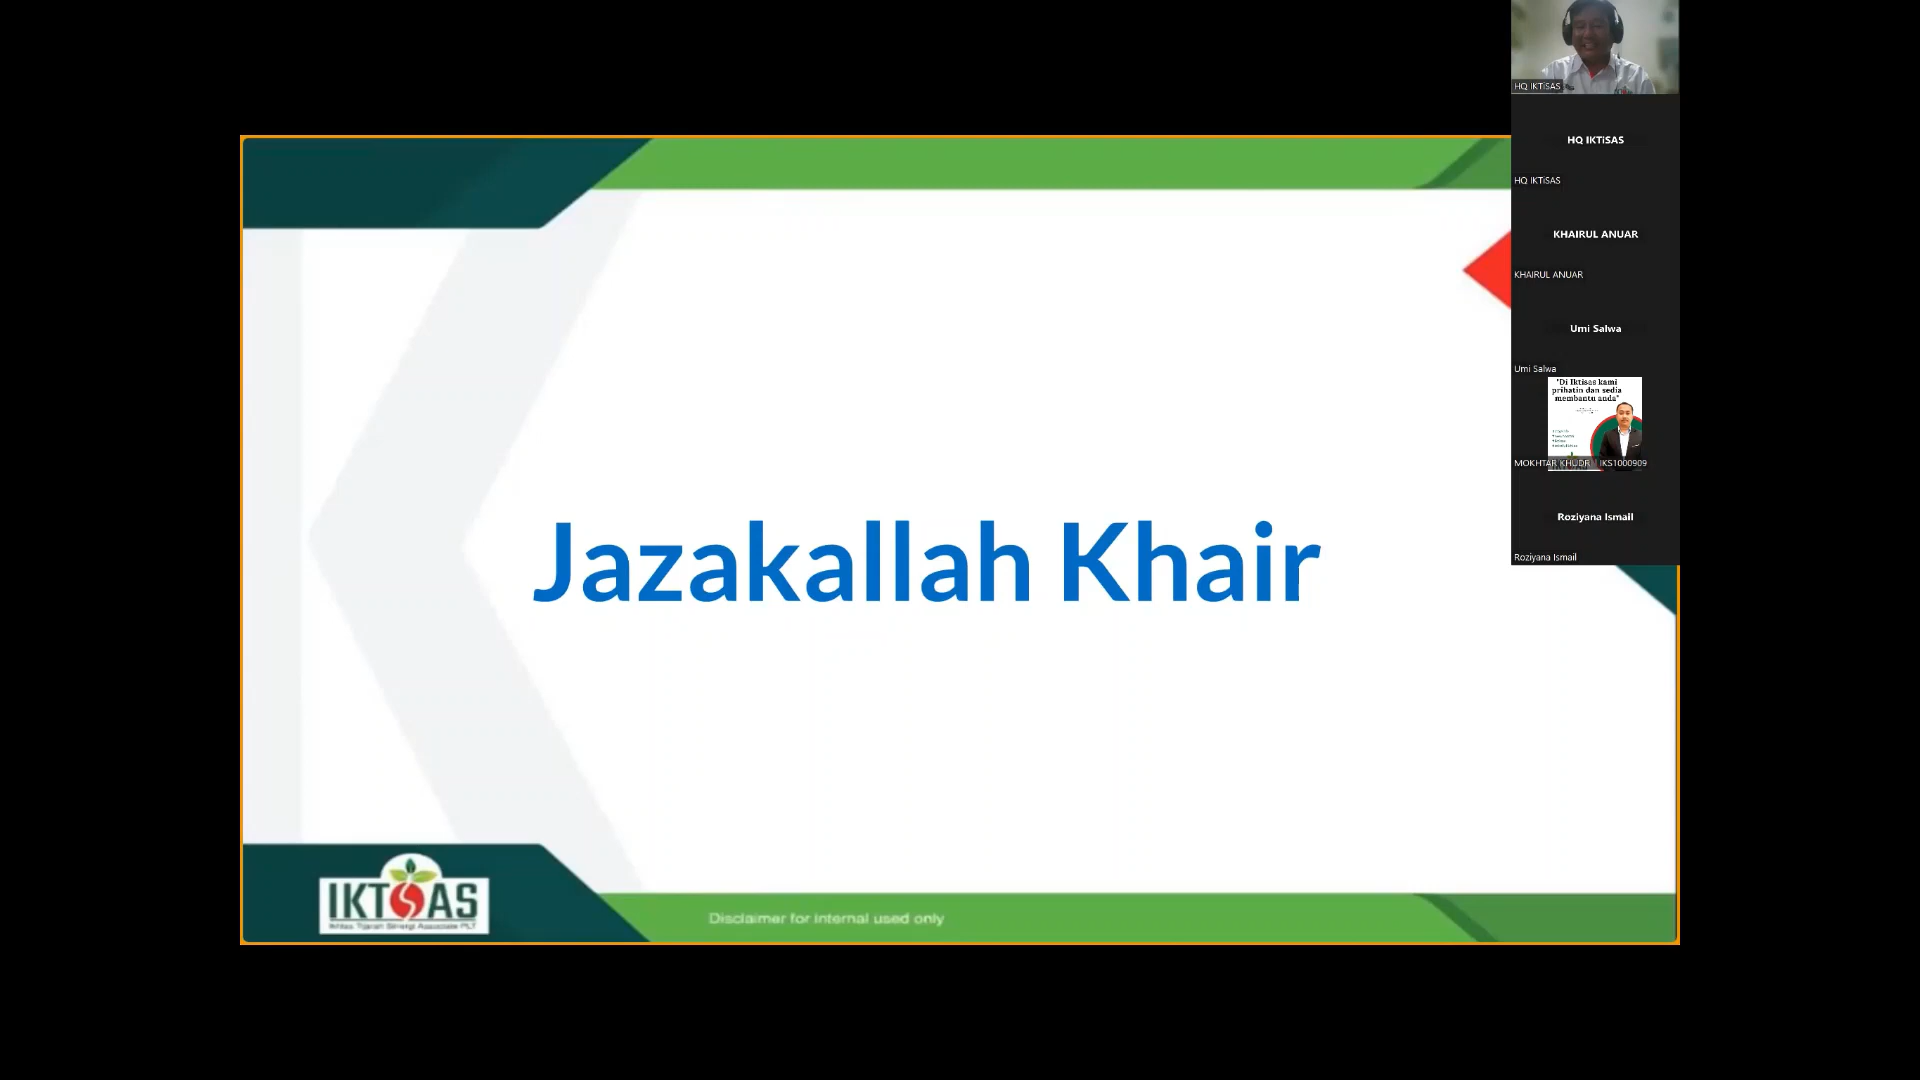 HQ IKTiSAS
HQ IKTiSAS
HQ IKTiSAS
KHAIRUL ANUAR
KHAIRUL ANUAR
Umi Salwa
Umi Salwa
"Di Iktisas kami
prihatin dan sedia
membantu anda"
MOKHTAR KHUDRI IKS1000909
Roziyana Ismail
Roziyana Ismail
Jazakallah Khair
IKTSAS
Disclaimer for internal used only